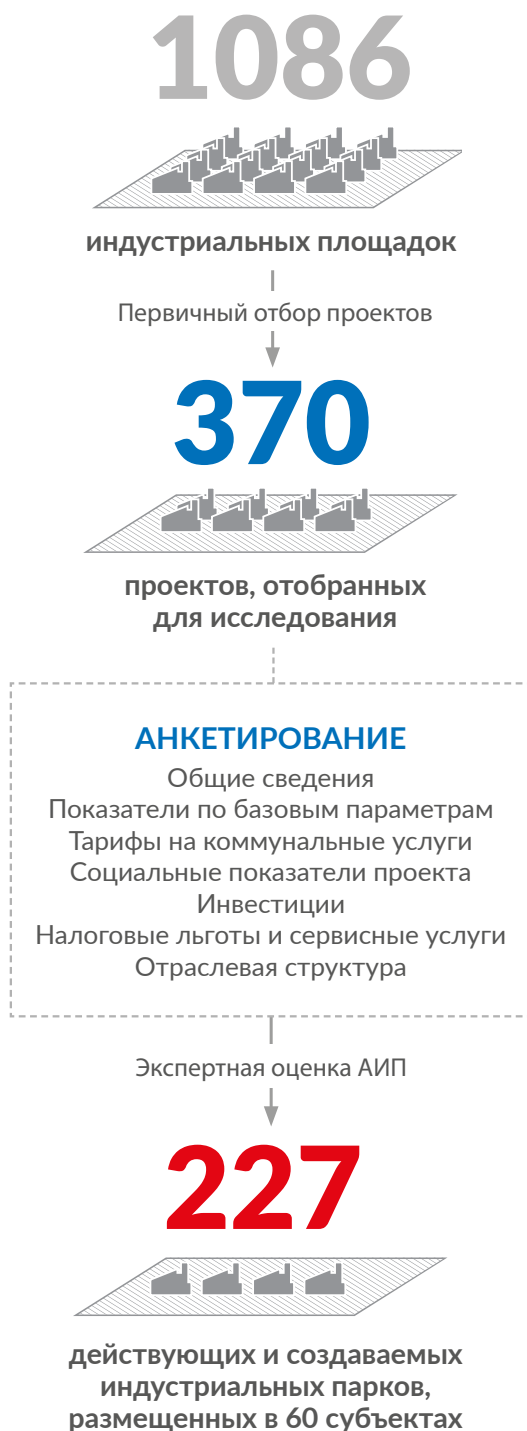 1086
индустриальных площадок
Первичный отбор проектов
370
проектов, отобранных
для исследования
АНКЕТИРОВАНИЕ
Общие сведения
Показатели по базовым параметрам
Тарифы на коммунальные услуги
Социальные показатели проекта
Инвестиции
Налоговые льготы и сервисные услуги
Отраслевая структура
Экспертная оценка АИП
227
действующих и создаваемых
индустриальных парков,
размещенных в 60 субъектах